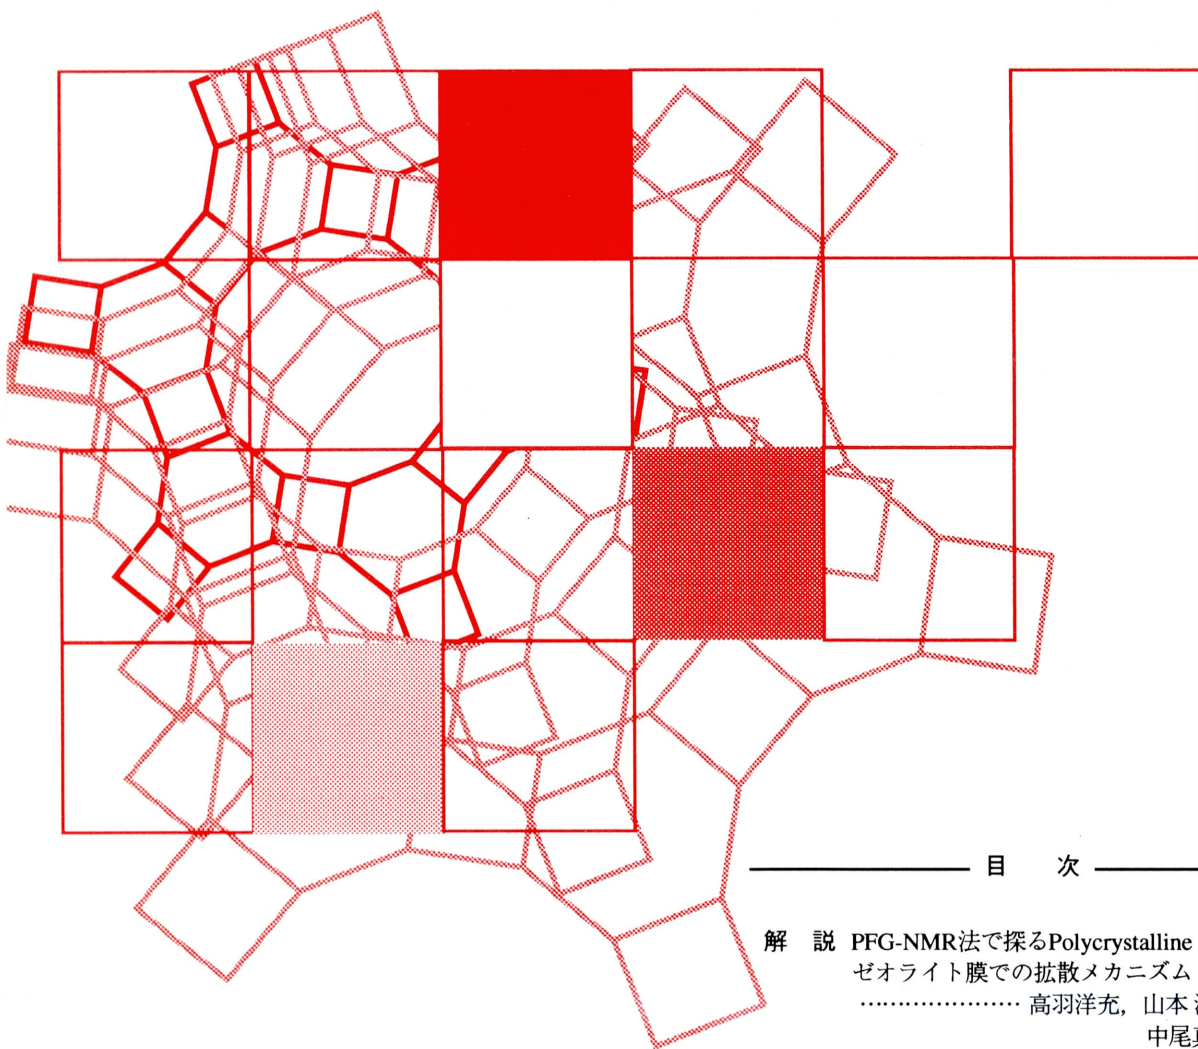 目　次
解　説 PFG-NMR法で探るPolycrystalline
ゼオライト膜での拡散メカニズム
………………… 高羽洋充, 山本
中尾